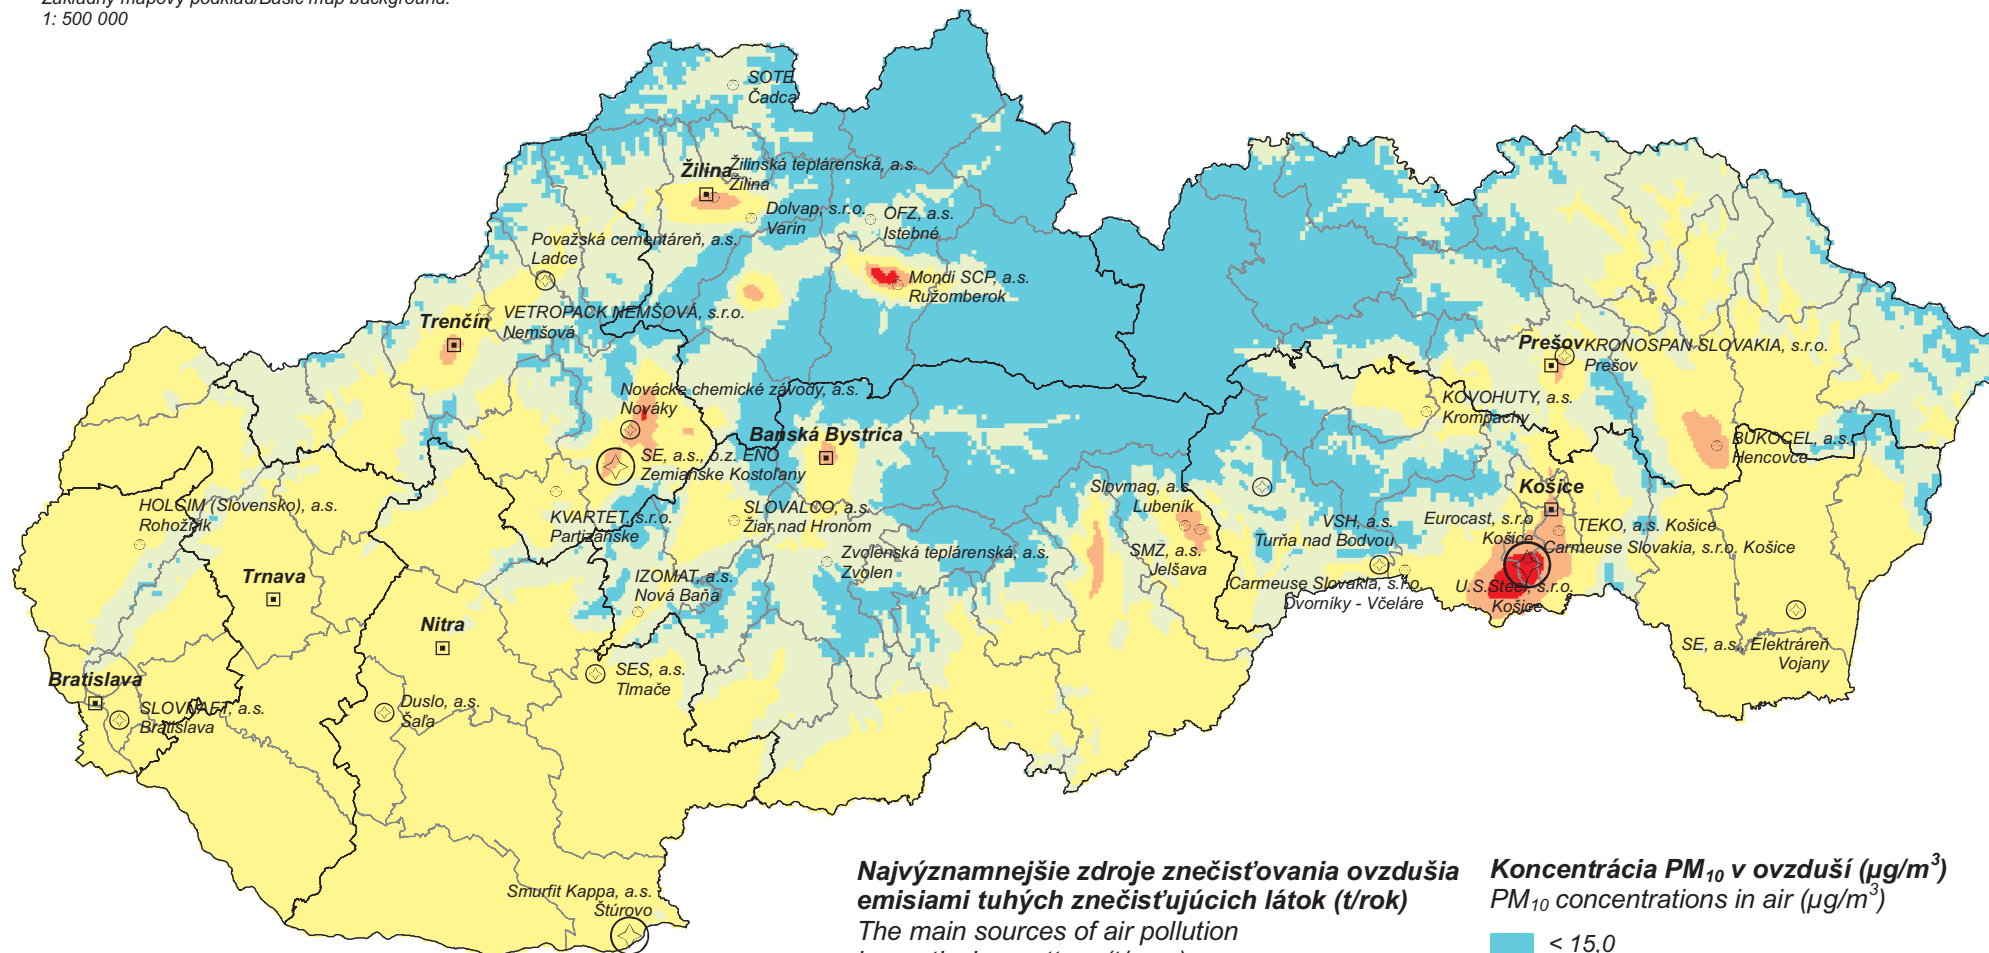 Základný mapový podklad/Basic map background:
1: 500 000
SOTE
Čadca
Žilina
Žilinská teplárenská, a.s.
Žilina
Dolvap, s.r.o.
Varín
OFZ, a.s.
Istebné
Považská cementáreň, a.s.
Ladce
Mondi SCP, a.s.
Ružomberok
VETROPACK NEMŠOVÁ, s.r.o.
Nemšová
Trenčín
Prešov
KRONOSPAN SLOVAKIA, s.r.o.
Prešov
Novácke chemické závody, a.s.
Nováky
KOVOHUTY, a.s.
Krompachy
Banská Bystrica
BUKOCEL, a.s.
Hencovce
SE, a.s., o.z. ENO
Zemianske Kostoľany
HOLCIM (Slovensko), a.s.
Rohožník
KVARTET, s.r.o.
Partizánske
SLOVALCO, a.s.
Žiar nad Hronom
Slovmag, a.s.
Lubeník
Košice
VSH, a.s.
Turňa nad Bodvou
Eurocast, s.r.o
Košice
TEKO, a.s. Košice
Carmeuse Slovakia, s.r.o. Košice
Zvolenská teplárenská, a.s.
Zvolen
SMZ, a.s.
Jelšava
Trnava
IZOMAT, a.s.
Nová Baňa
Carmeuse Slovakia, s.r.o.
Dvorníky - Včeláre
U.S.Steel, s.r.o.
Košice
Nitra
SE, a.s., Elektráreň
Vojany
SES, a.s.
Tlmače
Bratislava
SLOVNAFT, a.s.
Bratislava
Duslo, a.s.
Šaľa
Smurfit Kappa, a.s.
Štúrovo
Najvýznamnejšie zdroje znečisťovania ovzdušia
emisiami tuhých znečisťujúcich látok (t/rok)
The main sources of air pollution
Koncentrácia PM₁₀ v ovzduší (µg/m³)
PM₁₀ concentrations in air (µg/m³)
< 15,0